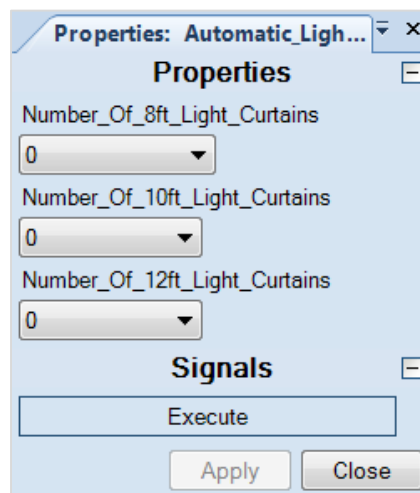 Properties: Automatic_Ligh...
Properties
Number_Of_8ft_Light_Curtains
0
Number_Of_10ft_Light_Curtains
0
Number_Of_12ft_Light_Curtains
0
Signals
Execute
Apply Close